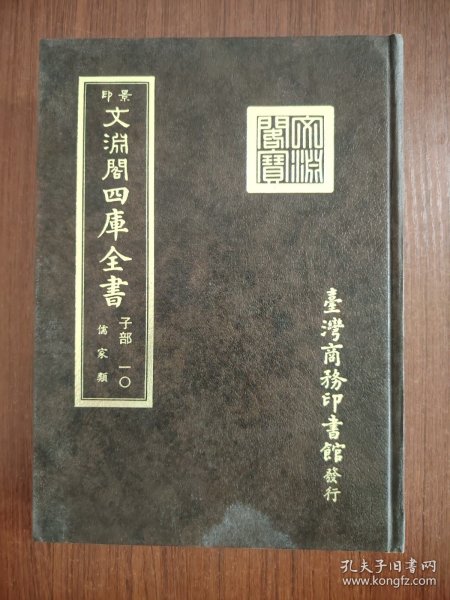 景印
文淵閣四庫全書
子部 一〇
儒家類
文淵閣寶
臺灣商務印書館發行
孔夫子旧书网
www.kongfz.com